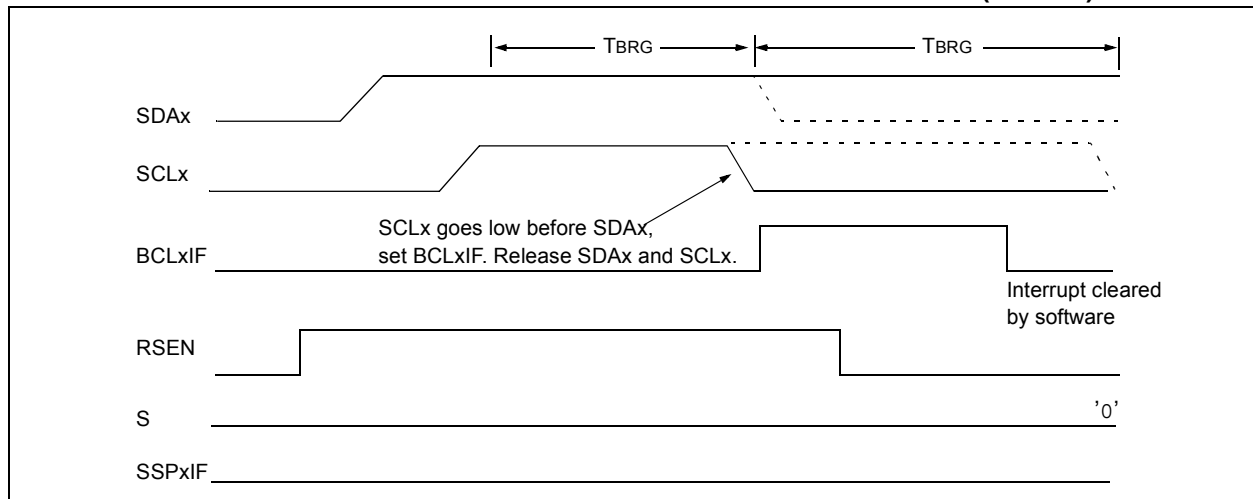 TBRG TBRG
SDAx
SCLx
SCLx goes low before SDAx,
set BCLxIF. Release SDAx and SCLx.
BCLxIF
Interrupt cleared
by software
RSEN
S '0'
SSPxIF